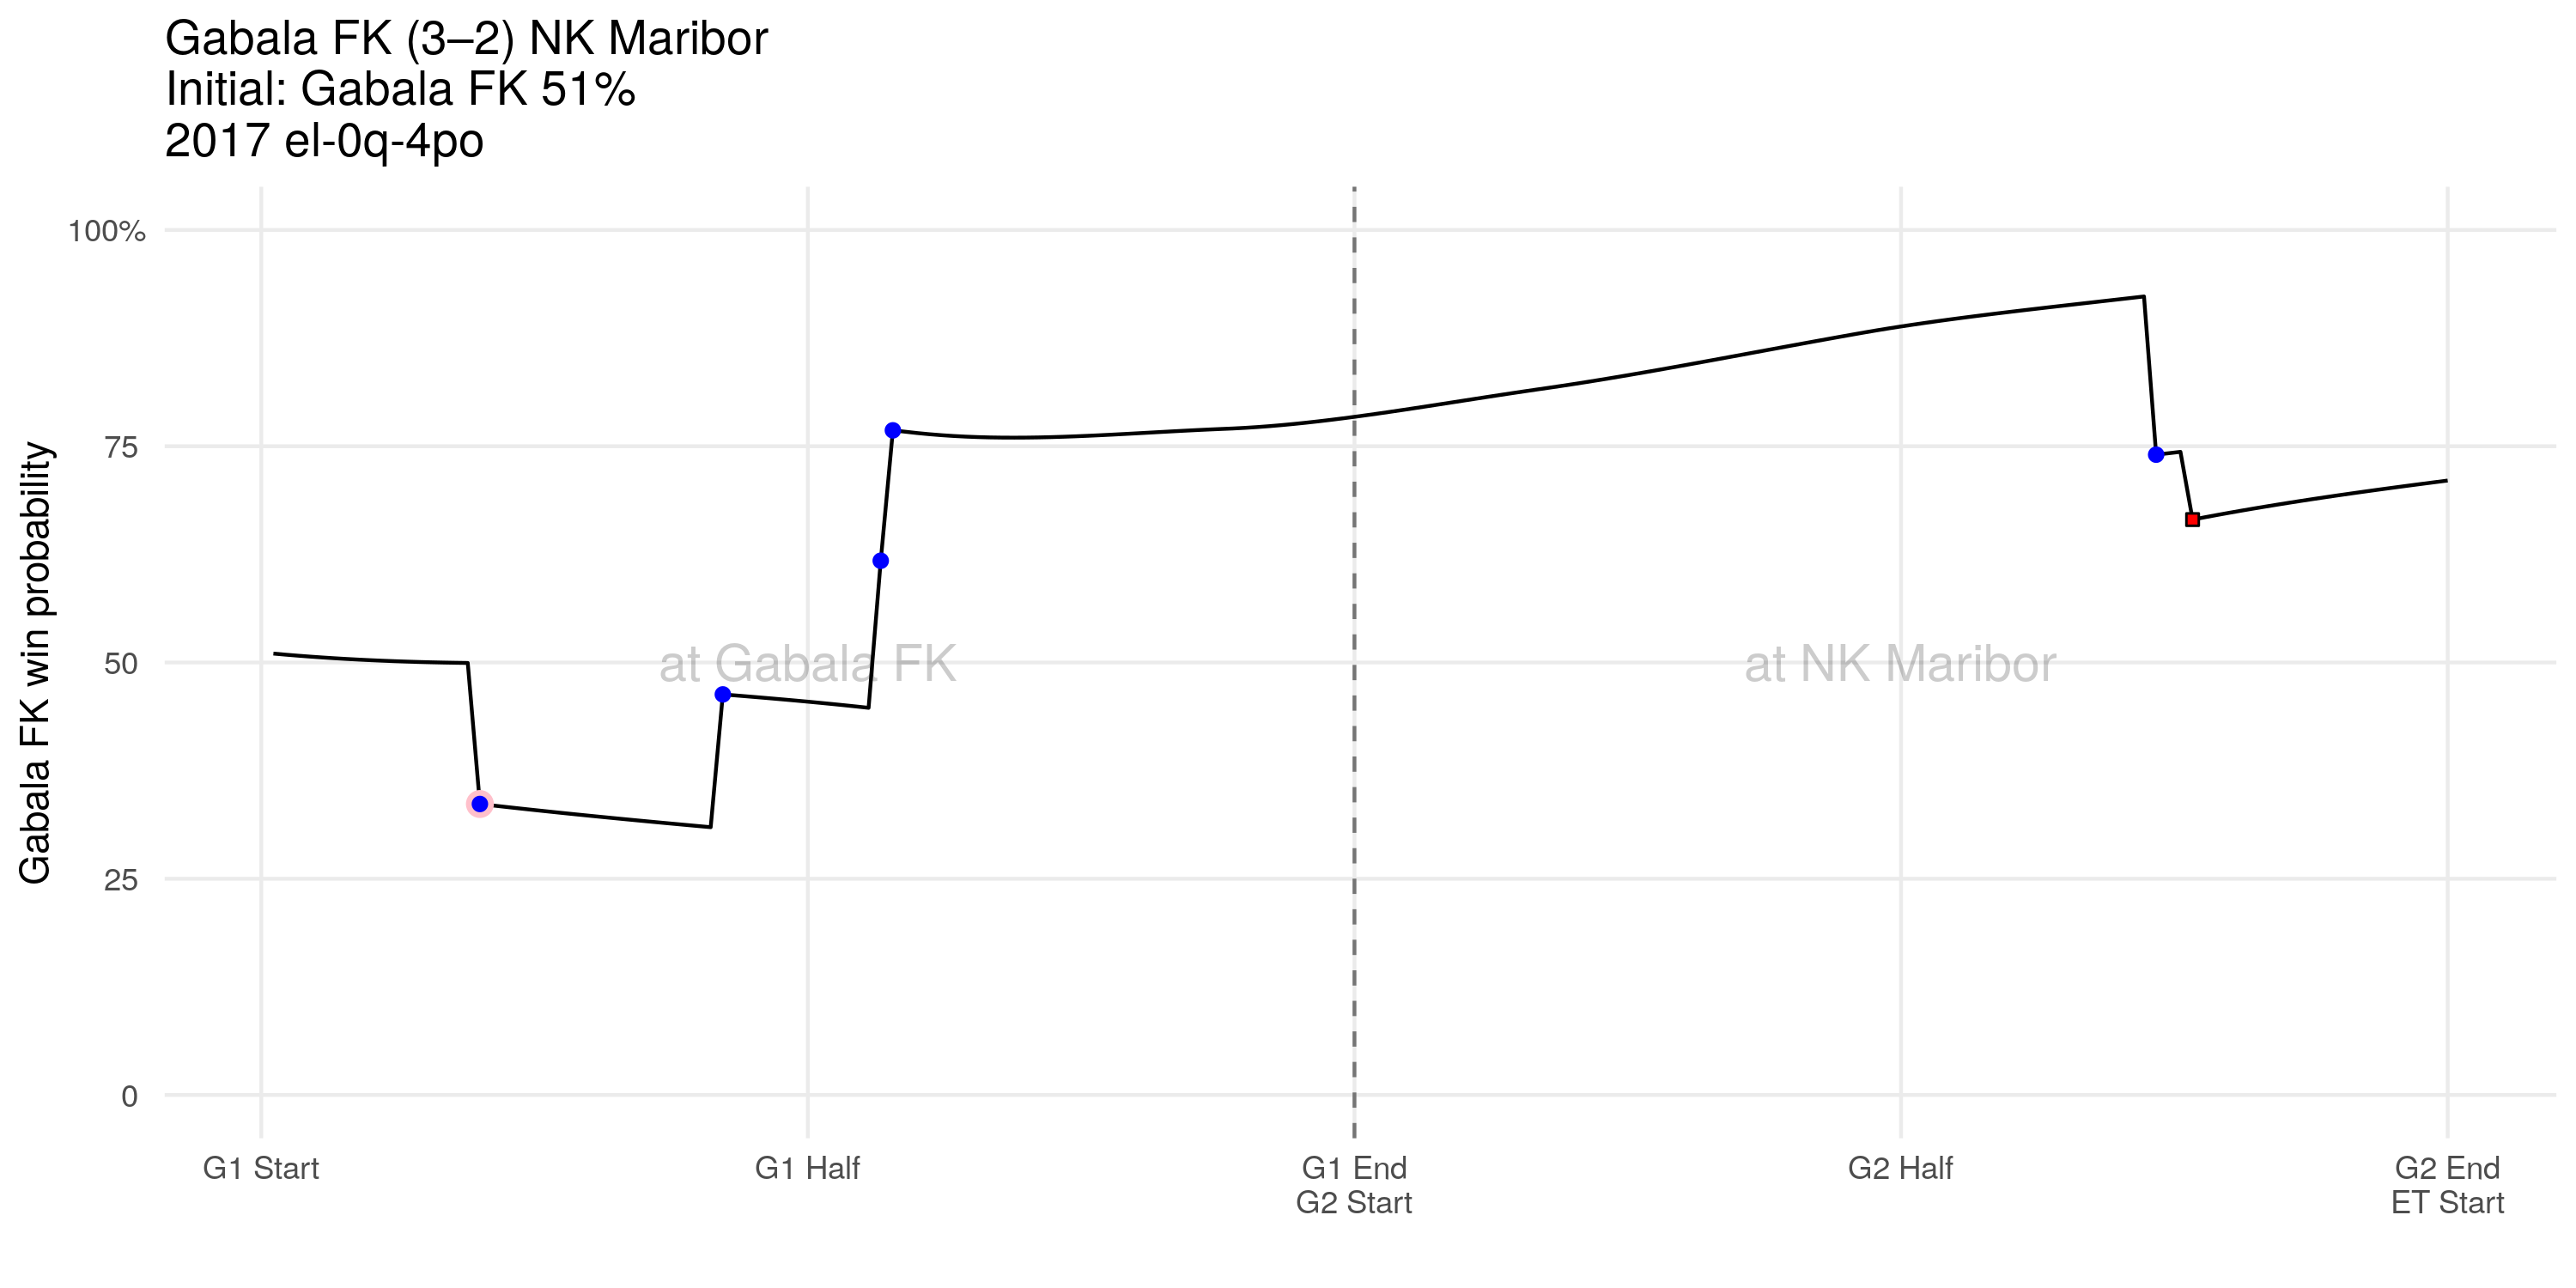 Gabala FK (3–2) NK Maribor
Initial: Gabala FK 51%
2017 el-0q-4po
Gabala FK win probability
100%
75
50
25
0
at Gabala FK
at NK Maribor
G1 Start
G1 Half
G1 End
G2 Start
G2 Half
G2 End
ET Start